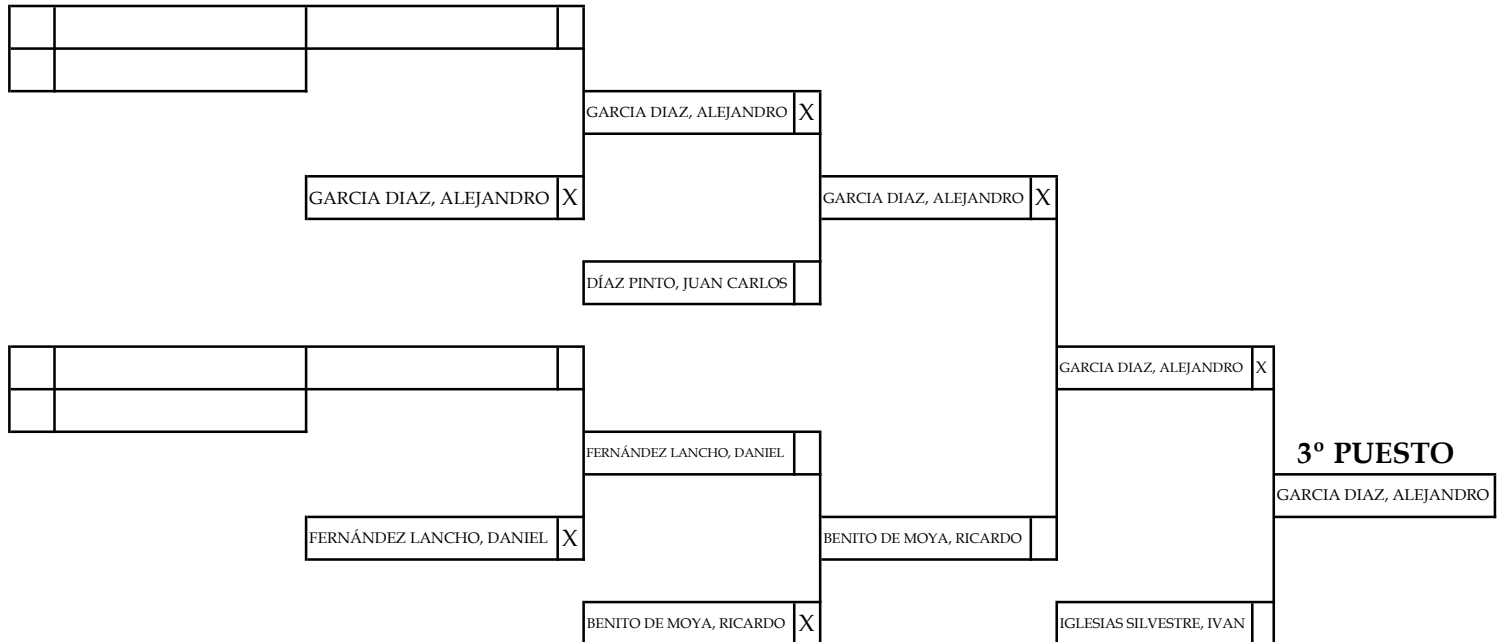 GARCIA DIAZ, ALEJANDRO X
GARCIA DIAZ, ALEJANDRO X
GARCIA DIAZ, ALEJANDRO X
DÍAZ PINTO, JUAN CARLOS
GARCIA DIAZ, ALEJANDRO X
FERNÁNDEZ LANCHO, DANIEL
3º PUESTO
GARCIA DIAZ, ALEJANDRO
FERNÁNDEZ LANCHO, DANIEL X
BENITO DE MOYA, RICARDO
BENITO DE MOYA, RICARDO X
IGLESIAS SILVESTRE, IVAN